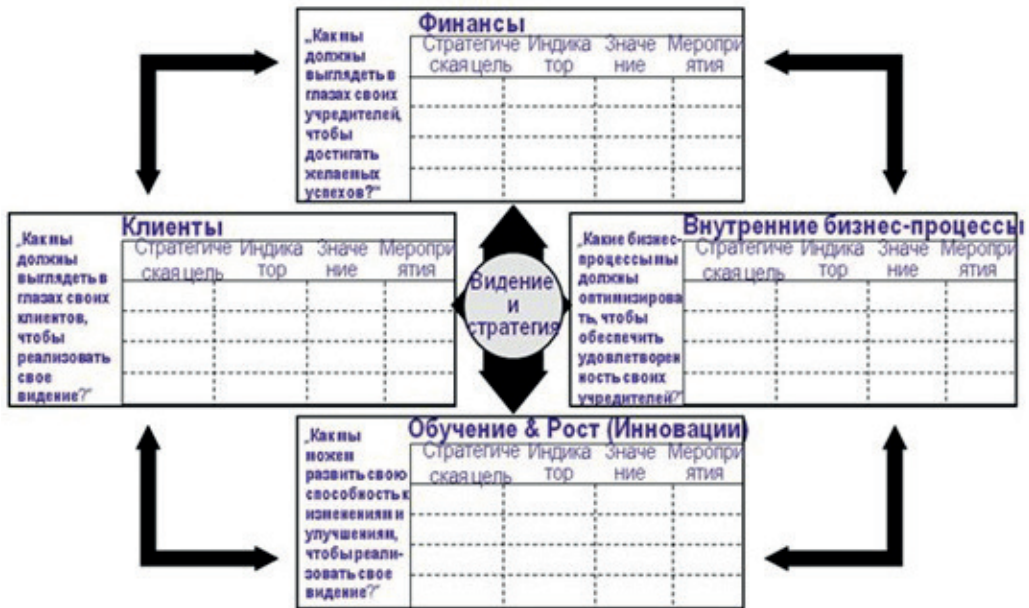 Финансы
„Как мы
должны
выглядеть в
глазах своих
учредителей,
чтобы
достигать
желаемых
успехов?“
Стратегиче Индика Значе Меропри
ская цель тор ние ятия
Клиенты
„Как мы
должны
выглядеть в
глазах своих
клиентов,
чтобы
реализовать
свое
видение?“
Стратегиче Индика Значе Меропри
ская цель тор ние ятия
Видение
и
стратегия
Внутренние бизнес-процессы
„Какие бизнес-
процессы мы
должны
оптимизирова
ть, чтобы
обеспечить
удовлетворен
ность своих
учредителей?“
Стратегиче Индика Значе Меропри
ская цель тор ние ятия
Обучение & Рост (Инновации)
„Как мы
можем
развить свою
способность к
изменениям и
улучшениям,
чтобы реали-
зовать свое
видение?“
Стратегиче Индика Значе Меропри
ская цель тор ние ятия